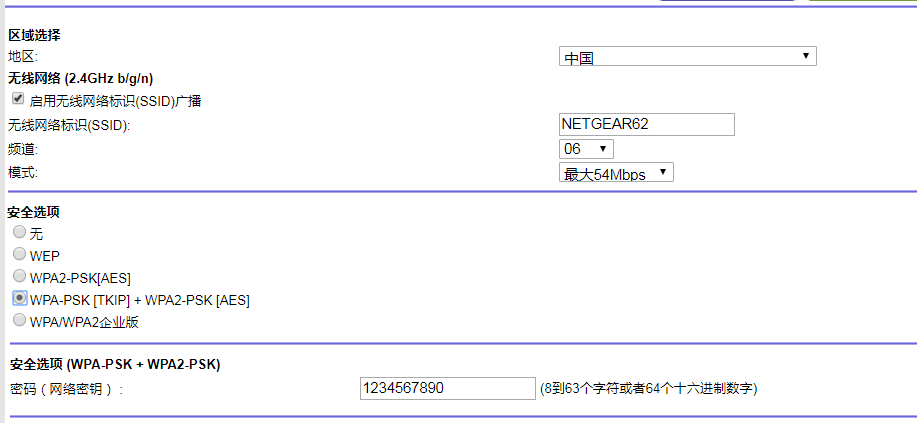 区域选择
地区: 中国
无线网络 (2.4GHz b/g/n)
启用无线网络标识(SSID)广播
无线网络标识(SSID): NETGEAR62
频道: 06
模式: 最大54Mbps
安全选项
无
WEP
WPA2-PSK[AES]
WPA-PSK [TKIP] + WPA2-PSK [AES]
WPA/WPA2企业版
安全选项 (WPA-PSK + WPA2-PSK)
密码 ( 网络密钥 ) : 1234567890 (8到63个字符或者64个十六进制数字)